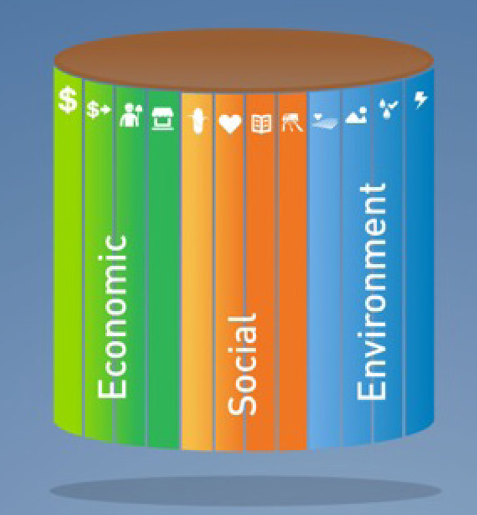 $
$
Economic
Social
Environment